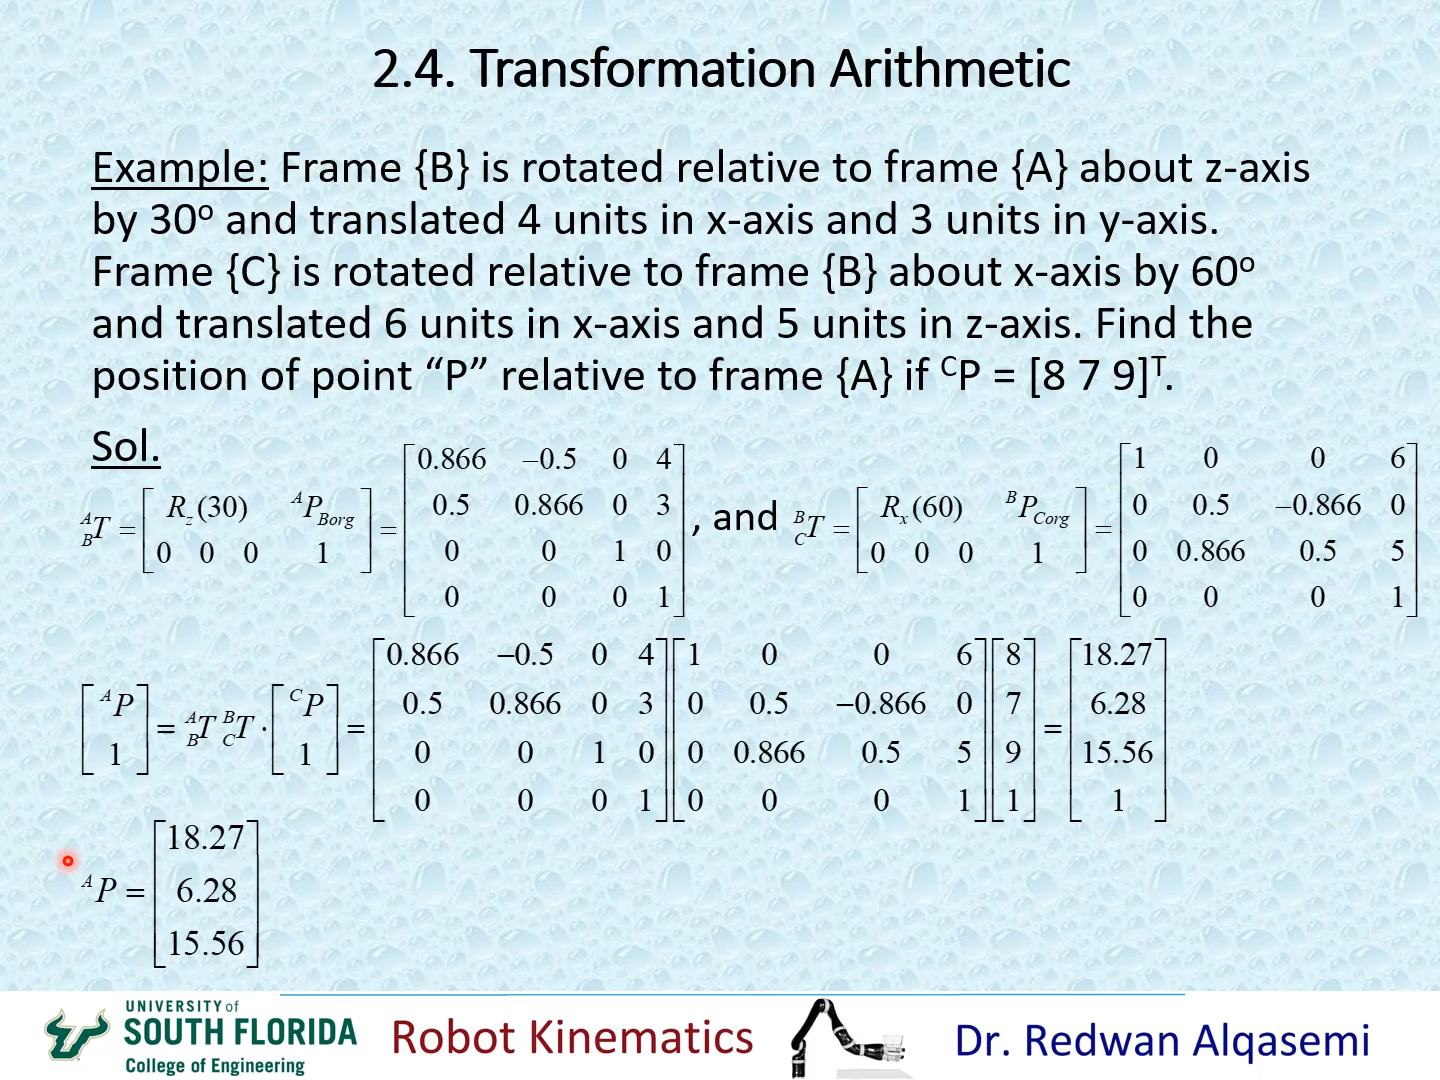 2.4. Transformation Arithmetic
Example: Frame {B} is rotated relative to frame {A} about z-axis
by 30º and translated 4 units in x-axis and 3 units in y-axis.
Frame {C} is rotated relative to frame {B} about x-axis by 60º
and translated 6 units in x-axis and 5 units in z-axis. Find the
position of point “P” relative to frame {A} if ᶜP = [8 7 9]ᵀ.
Sol.
^A_B T = [R_z(30) ^A P_Borg; 0 0 0 1] = [0.866 −0.5 0 4; 0.5 0.866 0 3; 0 0 1 0; 0 0 0 1] , and ^B_C T = [R_x(60) ^B P_Corg; 0 0 0 1] = [1 0 0 6; 0 0.5 −0.866 0; 0 0.866 0.5 5; 0 0 0 1]
[^A P; 1] = ^A_B T ^B_C T · [^C P; 1] = [0.866 −0.5 0 4; 0.5 0.866 0 3; 0 0 1 0; 0 0 0 1] [1 0 0 6; 0 0.5 −0.866 0; 0 0.866 0.5 5; 0 0 0 1] [8; 7; 9; 1] = [18.27; 6.28; 15.56; 1]
^A P = [18.27; 6.28; 15.56]
UNIVERSITY of
SOUTH FLORIDA
College of Engineering
Robot Kinematics
Dr. Redwan Alqasemi